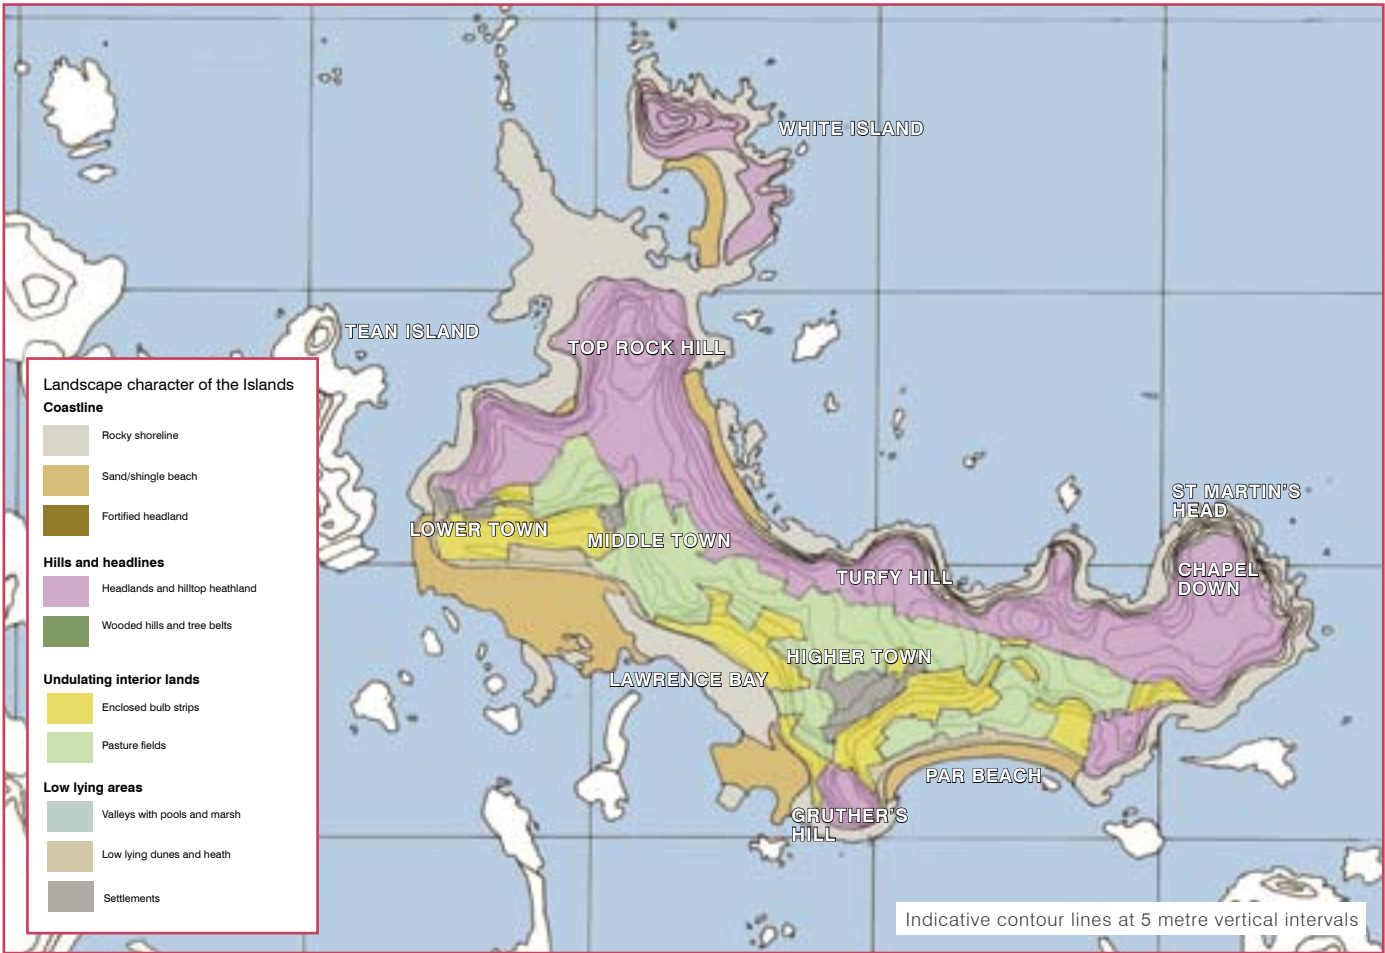 WHITE ISLAND
TEAN ISLAND
TOP ROCK HILL
Landscape character of the Islands
Coastline
Rocky shoreline
Sand/shingle beach
Fortified headland
Hills and headlines
Headlands and hilltop heathland
Wooded hills and tree belts
Undulating interior lands
Enclosed bulb strips
Pasture fields
Low lying areas
Valleys with pools and marsh
Low lying dunes and heath
Settlements
ST MARTIN'S
HEAD
LOWER TOWN
MIDDLE TOWN
TURFY HILL
CHAPEL
DOWN
HIGHER TOWN
LAWRENCE BAY
PAR BEACH
GRUTHER'S
HILL
Indicative contour lines at 5 metre vertical intervals